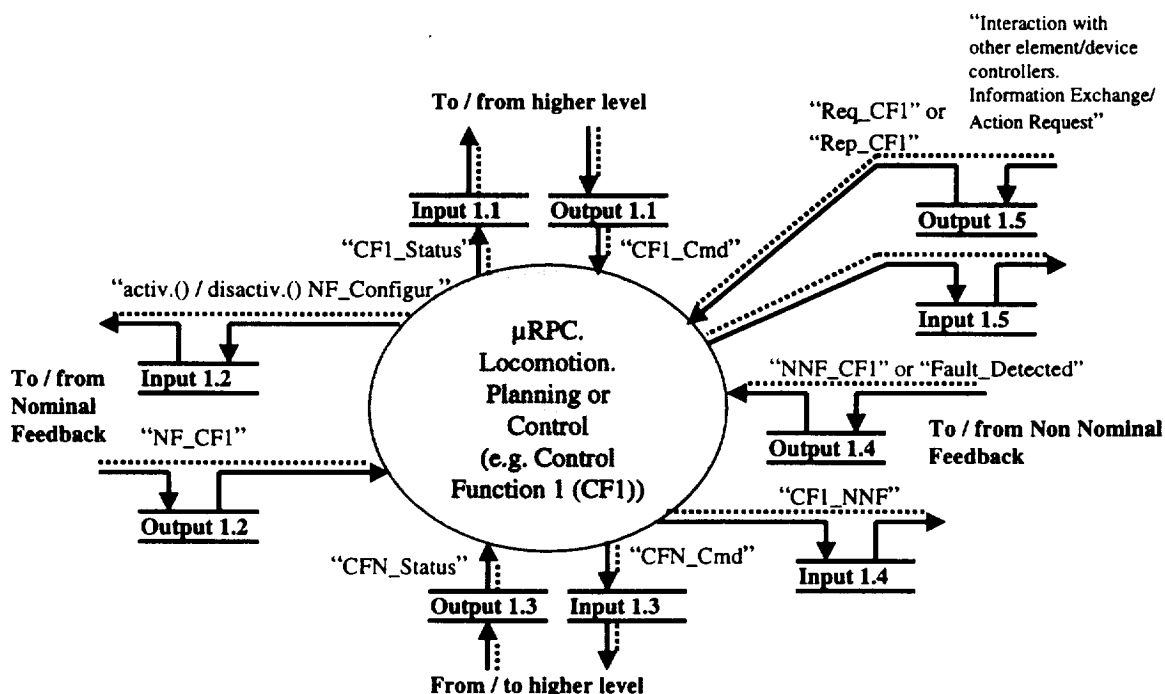 “Interaction with
other element/device
controllers.
Information Exchange/
Action Request”
To / from higher level
“Req_CF1” or
“Rep_CF1”
Input 1.1
Output 1.1
Output 1.5
“CF1_Status”
“CF1_Cmd”
“activ.() / disactiv.() NF_Configur.”
Input 1.5
µRPC.
Locomotion.
Planning or
Control
(e.g. Control
Function 1 (CF1))
Input 1.2
“NNF_CF1” or “Fault_Detected”
To / from
Nominal
Feedback
“NF_CF1”
Output 1.4
To / from Non Nominal
Feedback
Output 1.2
“CF1_NNF”
“CFN_Status”
“CFN_Cmd”
Input 1.4
Output 1.3
Input 1.3
From / to higher level